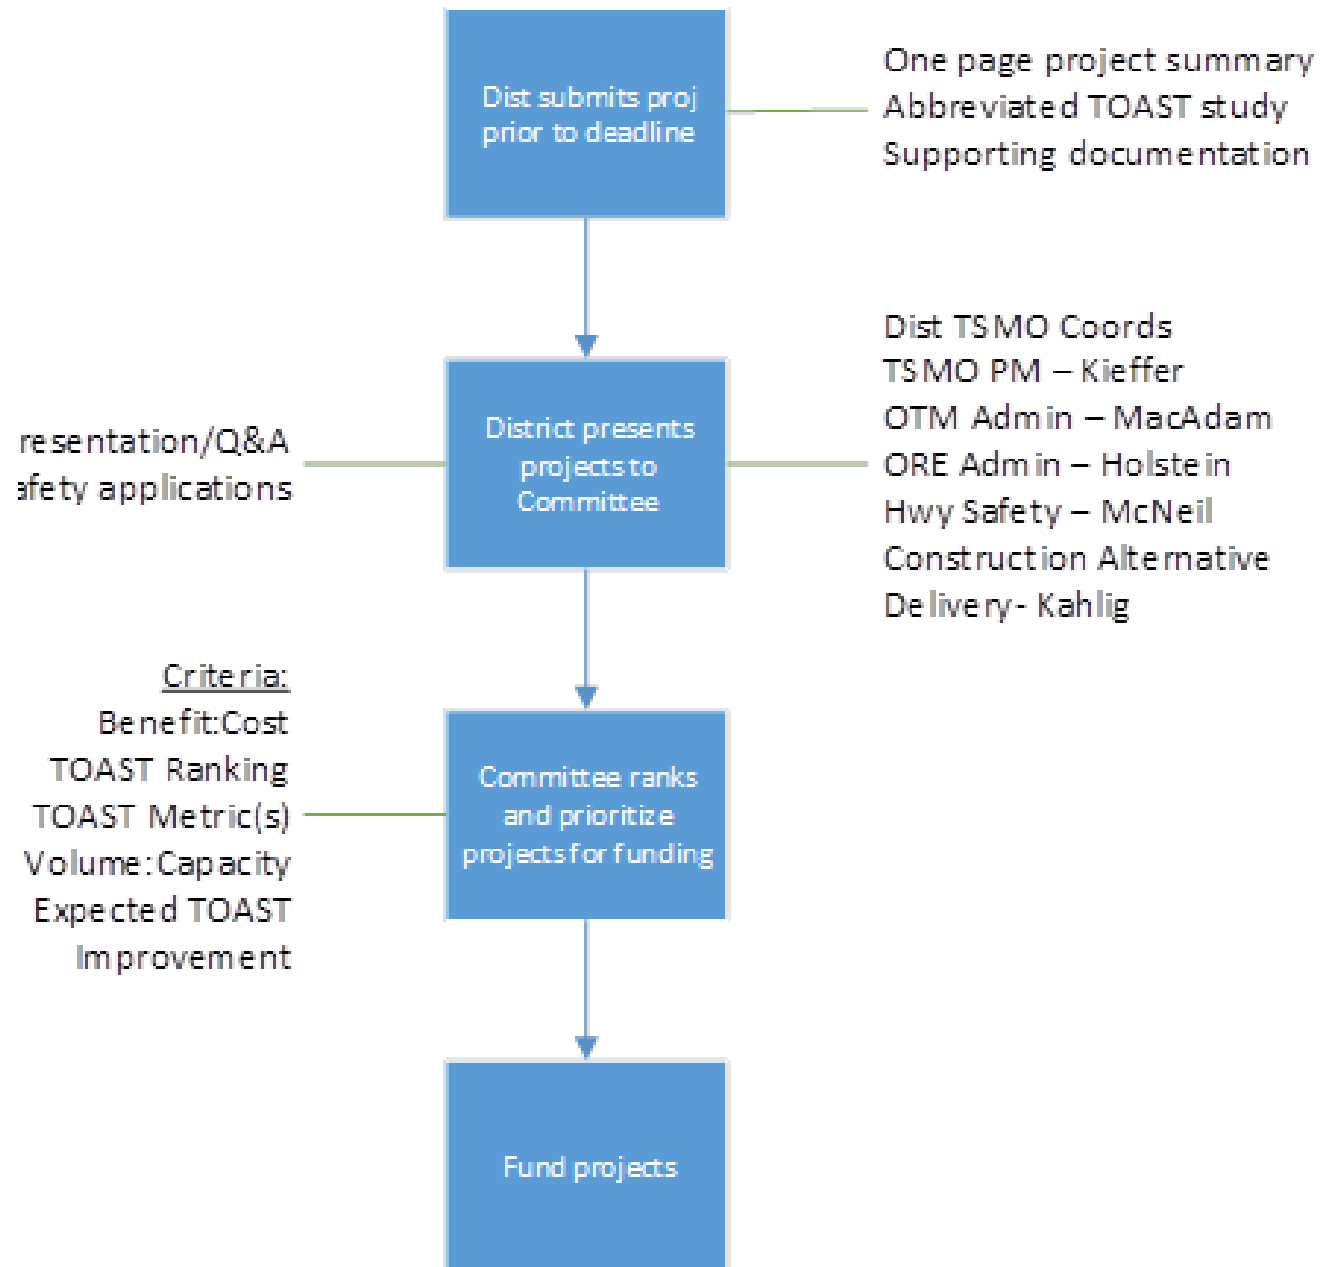 Dist submits proj
prior to deadline
One page project summary
Abbreviated TOAST study
Supporting documentation
District presents
projects to
Committee
resentation/Q&A
afety applications
Dist TSMO Coords
TSMO PM – Kieffer
OTM Admin – MacAdam
ORE Admin – Holstein
Hwy Safety – McNeil
Construction Alternative
Delivery- Kahlig
Criteria:
Benefit:Cost
TOAST Ranking
TOAST Metric(s)
Volume:Capacity
Expected TOAST
Improvement
Committee ranks
and prioritize
projects for funding
Fund projects